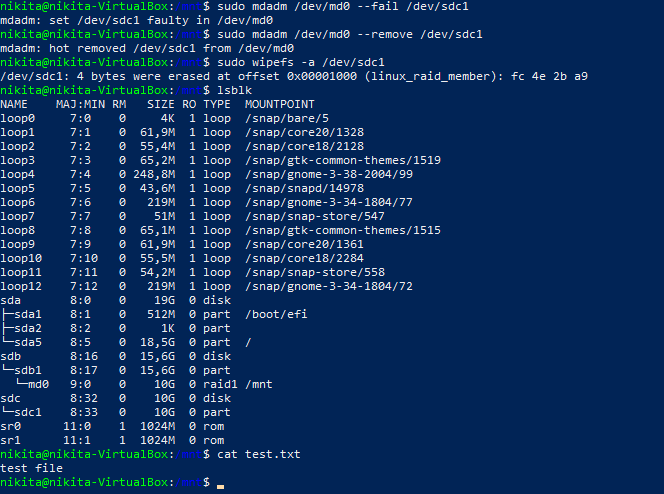 nikita@nikita-VirtualBox:/mnt$ sudo mdadm /dev/md0 --fail /dev/sdc1
mdadm: set /dev/sdc1 faulty in /dev/md0
nikita@nikita-VirtualBox:/mnt$ sudo mdadm /dev/md0 --remove /dev/sdc1
mdadm: hot removed /dev/sdc1 from /dev/md0
nikita@nikita-VirtualBox:/mnt$ sudo wipefs -a /dev/sdc1
/dev/sdc1: 4 bytes were erased at offset 0x00001000 (linux_raid_member): fc 4e 2b a9
nikita@nikita-VirtualBox:/mnt$ lsblk
NAME    MAJ:MIN RM   SIZE RO TYPE  MOUNTPOINT
loop0     7:0    0     4K  1 loop  /snap/bare/5
loop1     7:1    0  61,9M  1 loop  /snap/core20/1328
loop2     7:2    0  55,4M  1 loop  /snap/core18/2128
loop3     7:3    0  65,2M  1 loop  /snap/gtk-common-themes/1519
loop4     7:4    0 248,8M  1 loop  /snap/gnome-3-38-2004/99
loop5     7:5    0  43,6M  1 loop  /snap/snapd/14978
loop6     7:6    0   219M  1 loop  /snap/gnome-3-34-1804/77
loop7     7:7    0    51M  1 loop  /snap/snap-store/547
loop8     7:8    0  65,1M  1 loop  /snap/gtk-common-themes/1515
loop9     7:9    0  61,9M  1 loop  /snap/core20/1361
loop10    7:10   0  55,5M  1 loop  /snap/core18/2284
loop11    7:11   0  54,2M  1 loop  /snap/snap-store/558
loop12    7:12   0   219M  1 loop  /snap/gnome-3-34-1804/72
sda       8:0    0    19G  0 disk
├─sda1    8:1    0   512M  0 part  /boot/efi
├─sda2    8:2    0     1K  0 part
└─sda5    8:5    0  18,5G  0 part  /
sdb       8:16   0  15,6G  0 disk
└─sdb1    8:17   0  15,6G  0 part
  └─md0   9:0    0    10G  0 raid1 /mnt
sdc       8:32   0    10G  0 disk
└─sdc1    8:33   0    10G  0 part
sr0      11:0    1  1024M  0 rom
sr1      11:1    1  1024M  0 rom
nikita@nikita-VirtualBox:/mnt$ cat test.txt
test file
nikita@nikita-VirtualBox:/mnt$